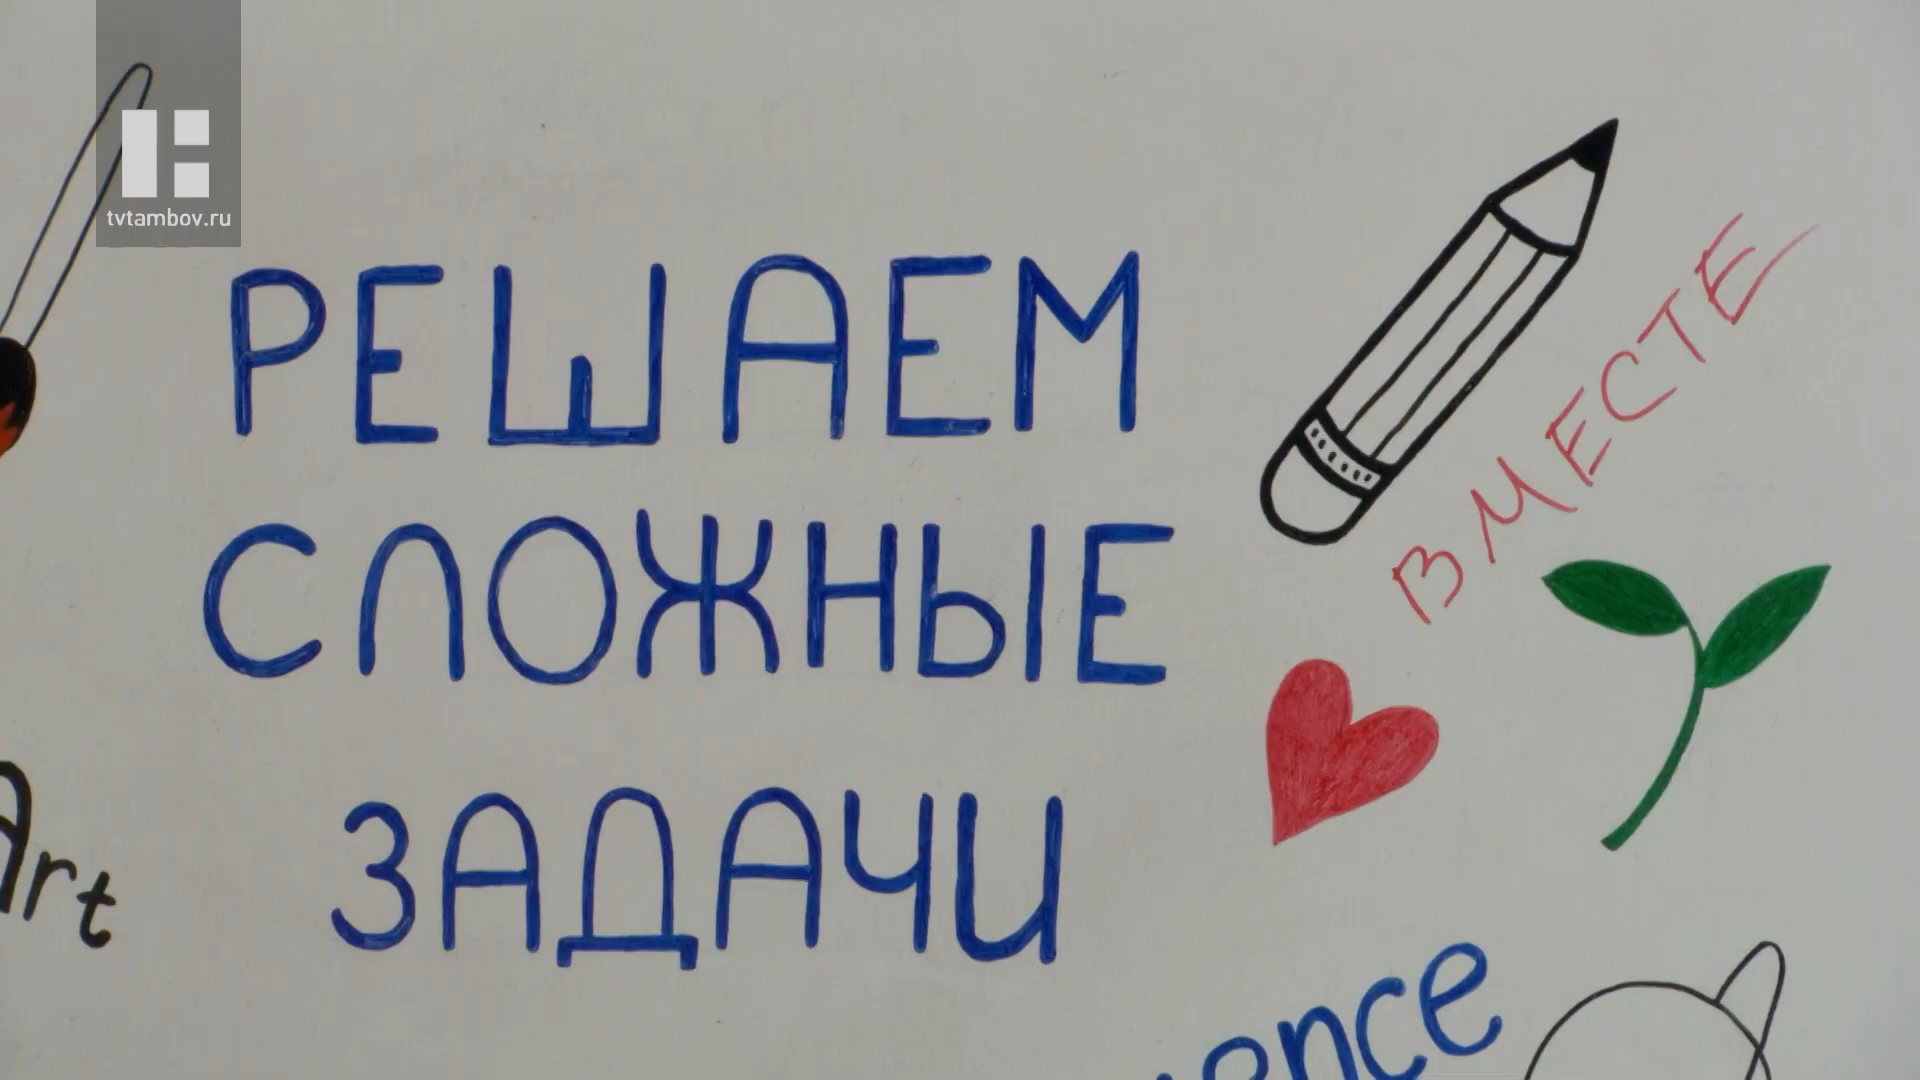 tvtambov.ru
РЕШАЕМ
СЛОЖНЫЕ
ЗАДАЧИ
ВМЕСТЕ
Art